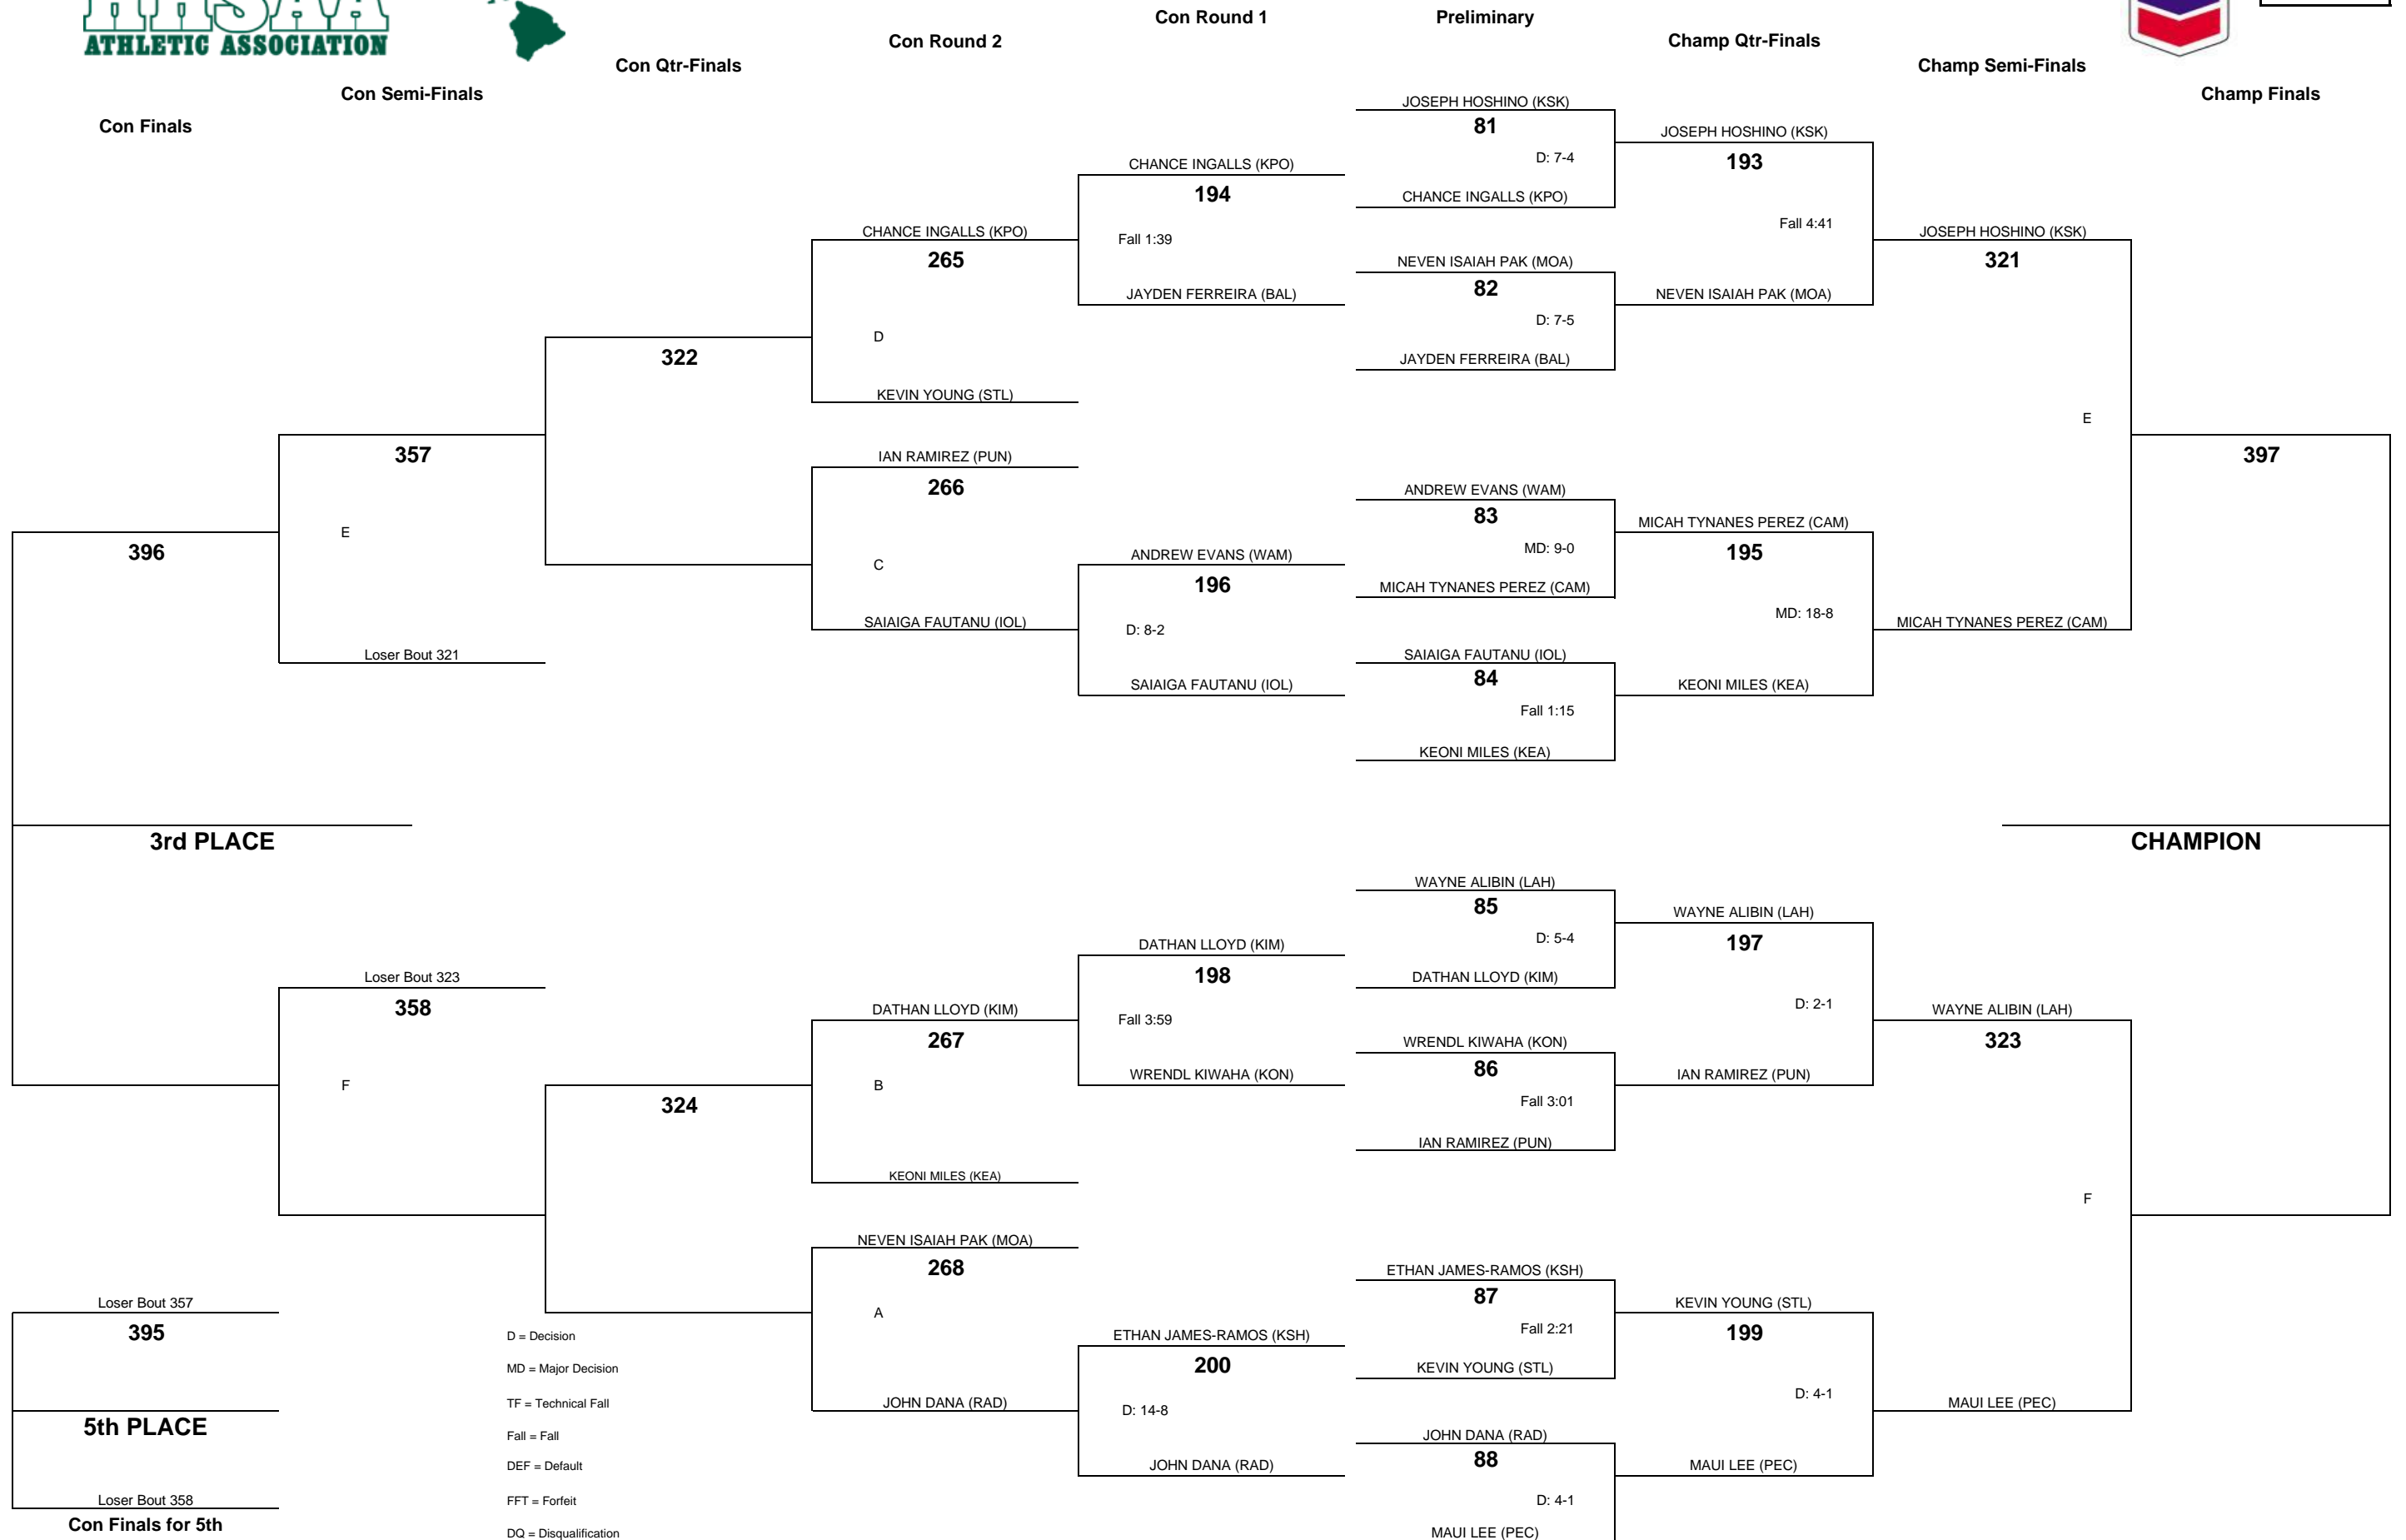 HHSAA
ATHLETIC ASSOCIATION
Con Round 1
Preliminary
Con Round 2
Champ Qtr-Finals
Con Qtr-Finals
Champ Semi-Finals
Con Semi-Finals
Champ Finals
Con Finals
JOSEPH HOSHINO (KSK)
81
D: 7-4
CHANCE INGALLS (KPO)
NEVEN ISAIAH PAK (MOA)
82
D: 7-5
JAYDEN FERREIRA (BAL)
ANDREW EVANS (WAM)
83
MD: 9-0
MICAH TYNANES PEREZ (CAM)
SAIAIGA FAUTANU (IOL)
84
Fall 1:15
KEONI MILES (KEA)
WAYNE ALIBIN (LAH)
85
D: 5-4
DATHAN LLOYD (KIM)
WRENDL KIWAHA (KON)
86
Fall 3:01
IAN RAMIREZ (PUN)
ETHAN JAMES-RAMOS (KSH)
87
Fall 2:21
KEVIN YOUNG (STL)
JOHN DANA (RAD)
88
D: 4-1
MAUI LEE (PEC)
JOSEPH HOSHINO (KSK)
193
Fall 4:41
NEVEN ISAIAH PAK (MOA)
MICAH TYNANES PEREZ (CAM)
195
MD: 18-8
KEONI MILES (KEA)
WAYNE ALIBIN (LAH)
197
D: 2-1
IAN RAMIREZ (PUN)
KEVIN YOUNG (STL)
199
D: 4-1
MAUI LEE (PEC)
JOSEPH HOSHINO (KSK)
321
E
MICAH TYNANES PEREZ (CAM)
WAYNE ALIBIN (LAH)
323
F
MAUI LEE (PEC)
397
CHAMPION
CHANCE INGALLS (KPO)
194
Fall 1:39
JAYDEN FERREIRA (BAL)
ANDREW EVANS (WAM)
196
D: 8-2
SAIAIGA FAUTANU (IOL)
DATHAN LLOYD (KIM)
198
Fall 3:59
WRENDL KIWAHA (KON)
ETHAN JAMES-RAMOS (KSH)
200
D: 14-8
JOHN DANA (RAD)
CHANCE INGALLS (KPO)
265
D
KEVIN YOUNG (STL)
IAN RAMIREZ (PUN)
266
C
SAIAIGA FAUTANU (IOL)
DATHAN LLOYD (KIM)
267
B
KEONI MILES (KEA)
NEVEN ISAIAH PAK (MOA)
268
A
JOHN DANA (RAD)
322
324
357
E
Loser Bout 321
Loser Bout 323
358
F
396
3rd PLACE
Loser Bout 357
395
5th PLACE
Loser Bout 358
Con Finals for 5th
D = Decision
MD = Major Decision
TF = Technical Fall
Fall = Fall
DEF = Default
FFT = Forfeit
DQ = Disqualification